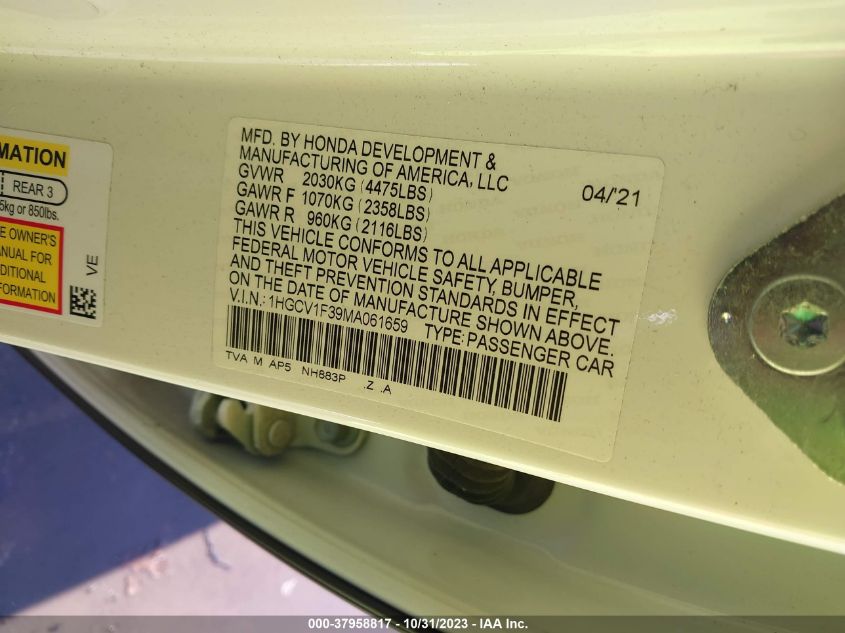 MATION
REAR 3
5kg or 850lbs.
E OWNER'S
ANUAL FOR
DITIONAL
FORMATION
VE
MFD. BY HONDA DEVELOPMENT &
MANUFACTURING OF AMERICA, LLC
04/'21
GVWR 2030KG (4475LBS)
GAWR F 1070KG (2358LBS)
GAWR R 960KG (2116LBS)
THIS VEHICLE CONFORMS TO ALL APPLICABLE
FEDERAL MOTOR VEHICLE SAFETY, BUMPER,
AND THEFT PREVENTION STANDARDS IN EFFECT
ON THE DATE OF MANUFACTURE SHOWN ABOVE.
V.I.N.: 1HGCV1F39MA061659 TYPE: PASSENGER CAR
TVA M AP5 NH883P .Z .A
000-37958817 - 10/31/2023 - IAA Inc.